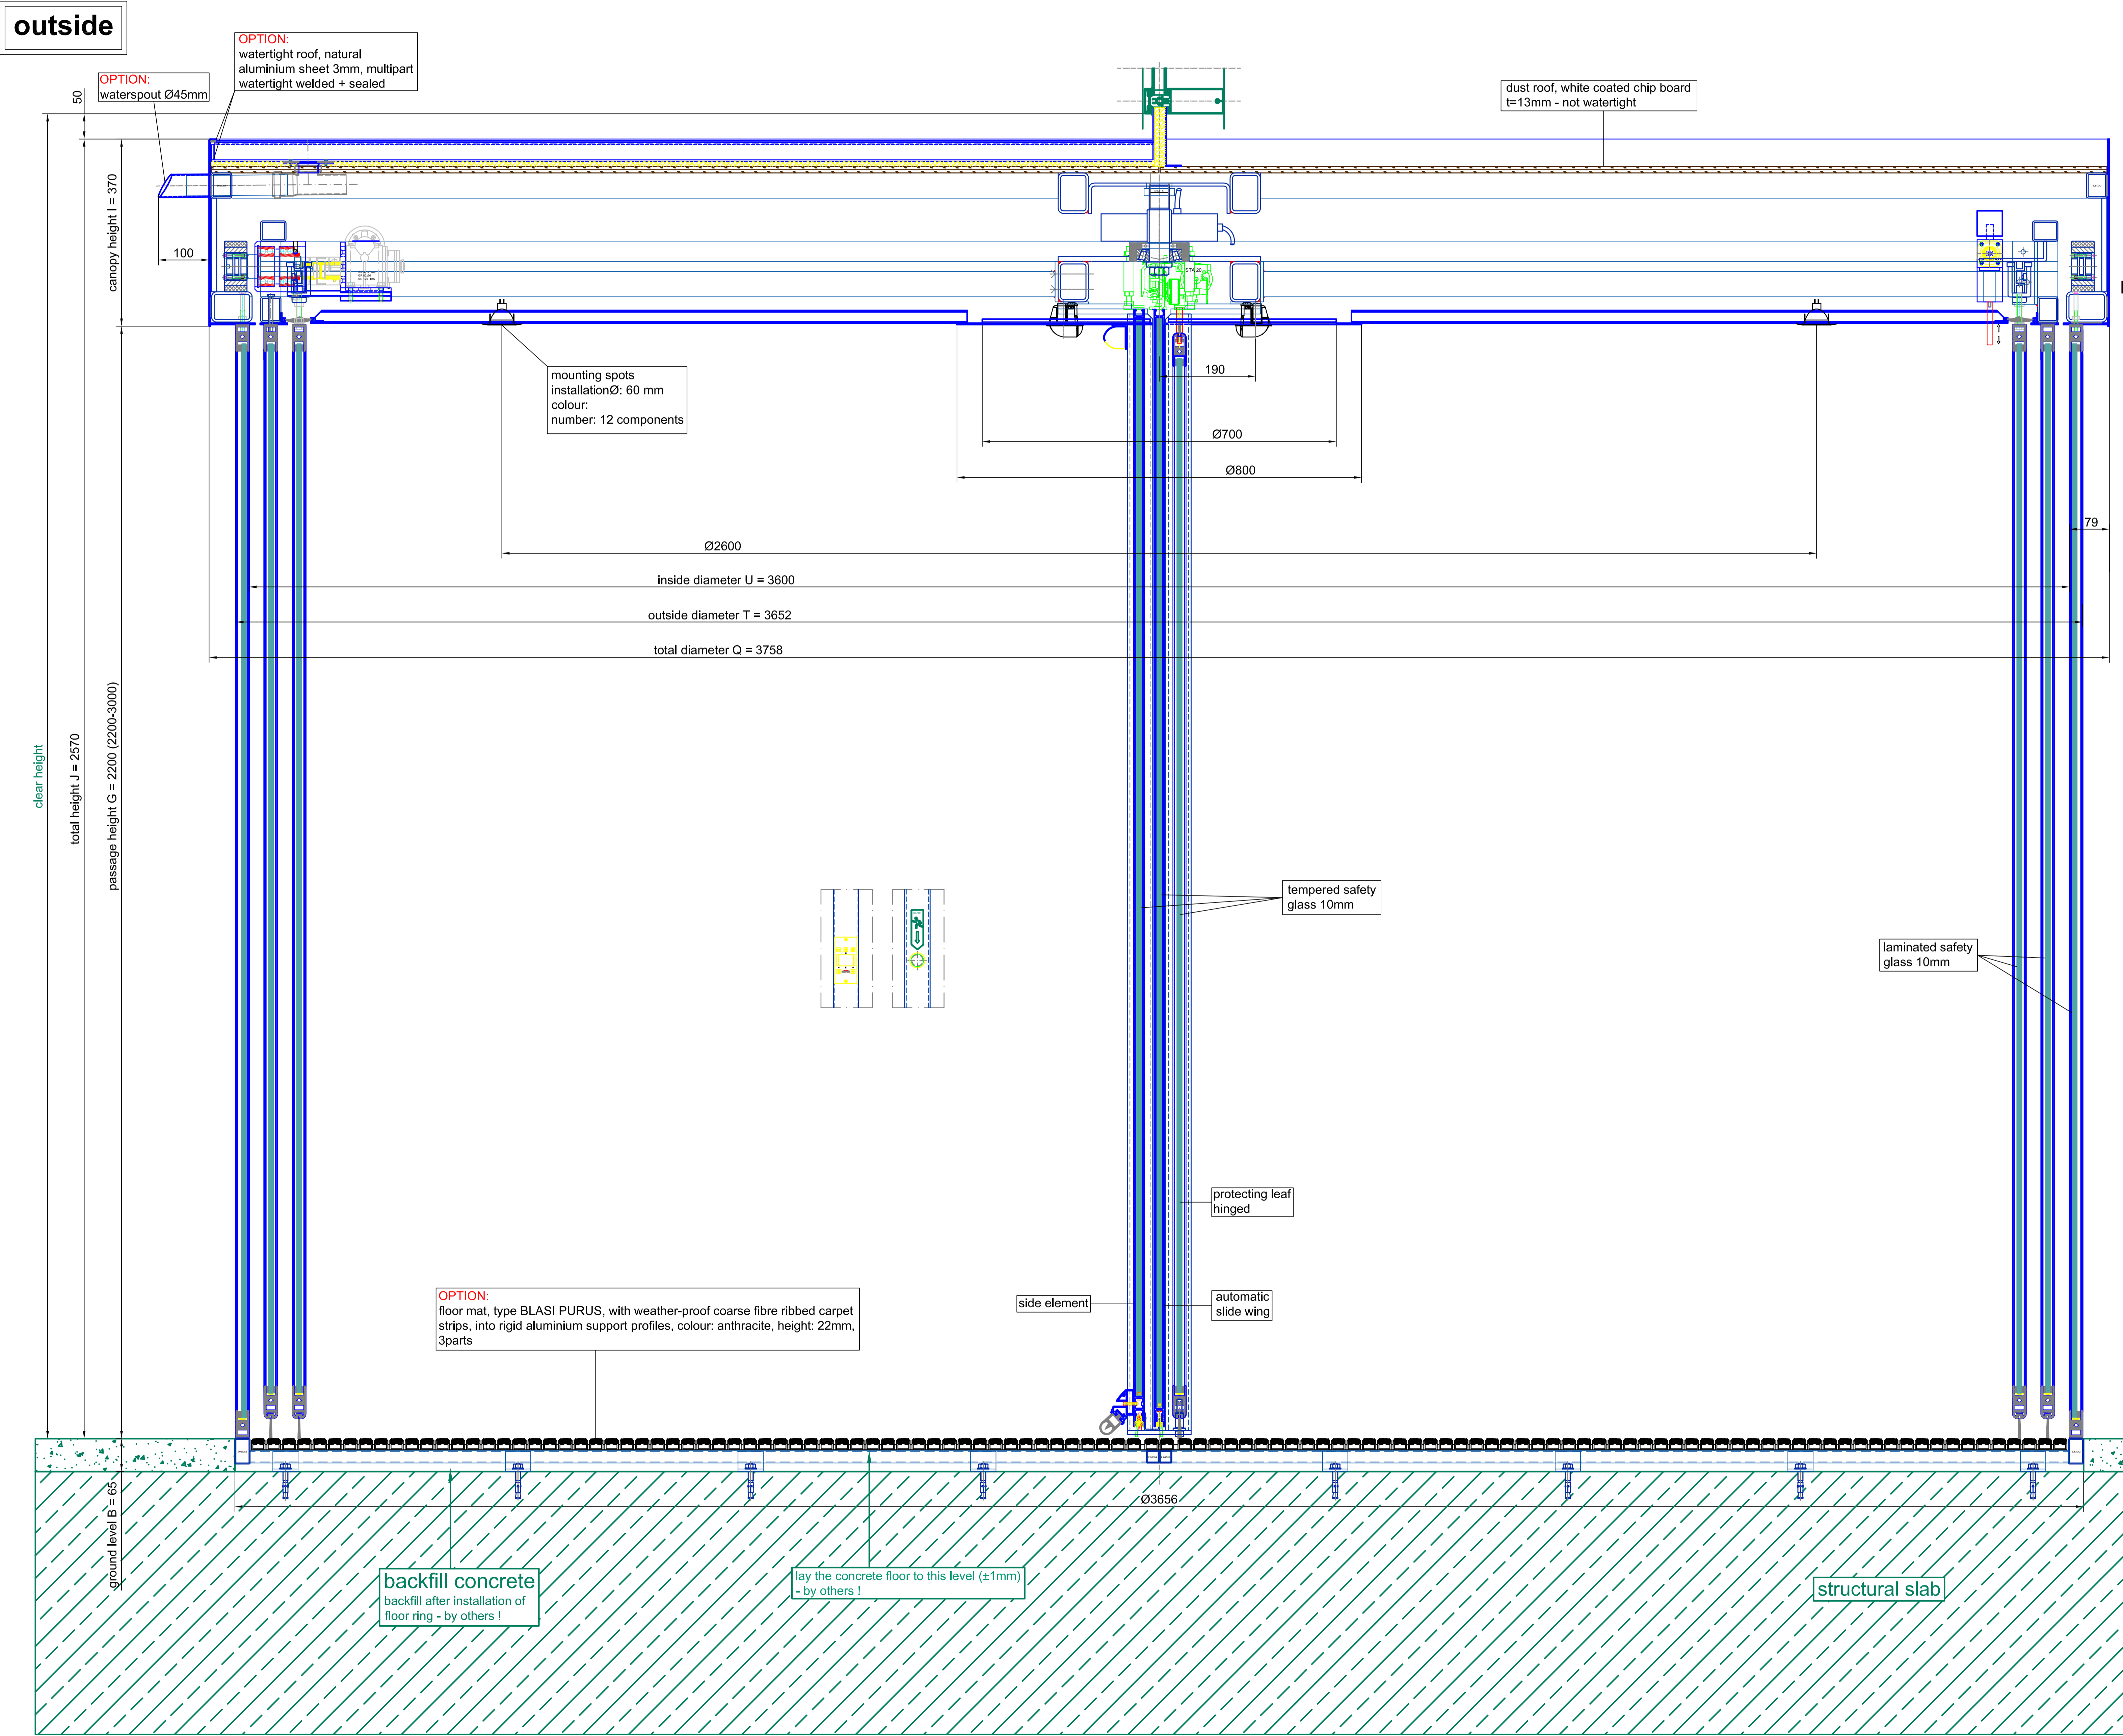 outside
OPTION:
watertight roof, natural
aluminium sheet 3mm, multipart
watertight welded + sealed
OPTION:
waterspout Ø45mm
50
dust roof, white coated chip board
t=13mm - not watertight
canopy height I = 370
100
STA 20
mounting spots
installationØ: 60 mm
colour:
number: 12 components
190
Ø700
Ø800
79
Ø2600
inside diameter U = 3600
outside diameter T = 3652
total diameter Q = 3758
clear height
total height J = 2570
passage height G = 2200 (2200-3000)
tempered safety
glass 10mm
laminated safety
glass 10mm
protecting leaf
hinged
side element
automatic
slide wing
OPTION:
floor mat, type BLASI PURUS, with weather-proof coarse fibre ribbed carpet
strips, into rigid aluminium support profiles, colour: anthracite, height: 22mm,
3parts
ground level B = 65
Ø3656
backfill concrete
backfill after installation of
floor ring - by others !
lay the concrete floor to this level (±1mm)
- by others !
structural slab